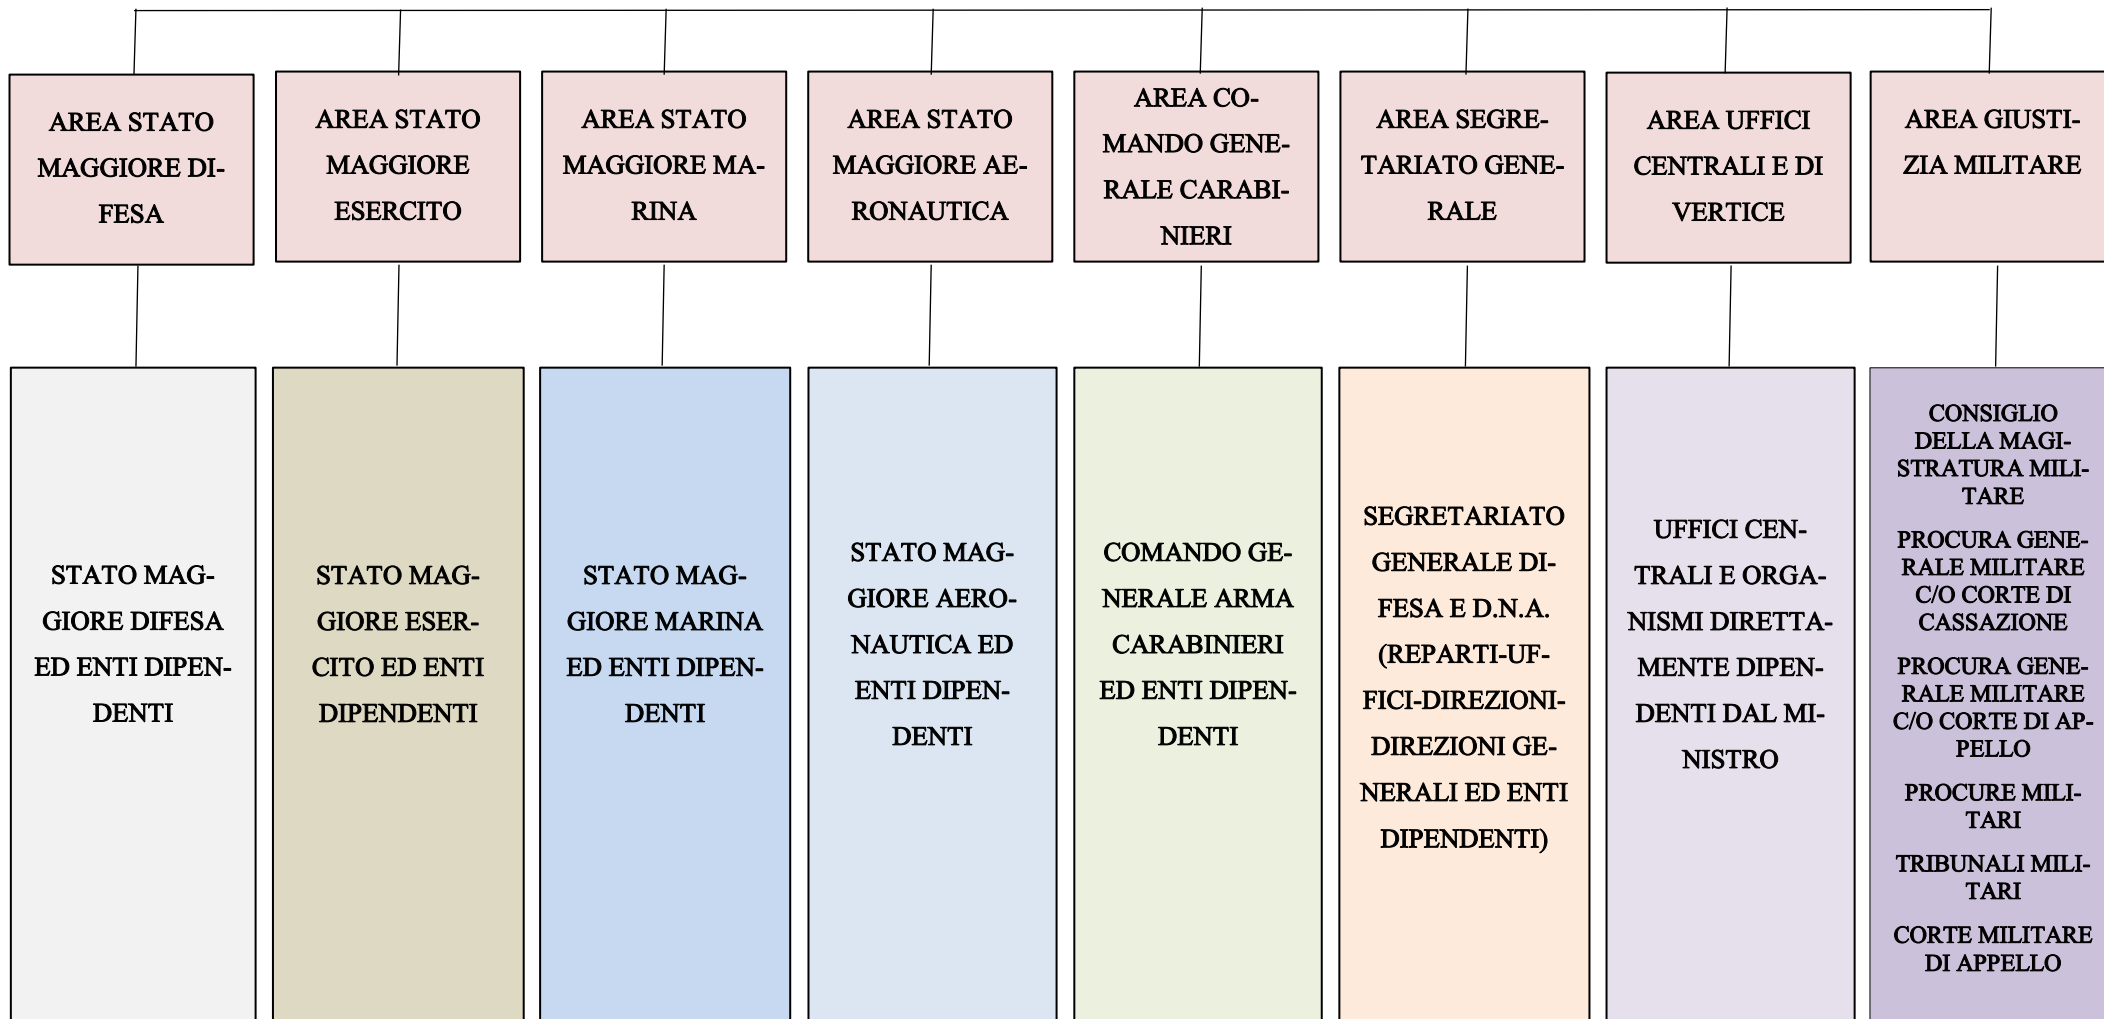 AREA STATO
MAGGIORE DI-
FESA
AREA STATO
MAGGIORE
ESERCITO
AREA STATO
MAGGIORE MA-
RINA
AREA STATO
MAGGIORE AE-
RONAUTICA
AREA CO-
MANDO GENE-
RALE CARABI-
NIERI
AREA SEGRE-
TARIATO GENE-
RALE
AREA UFFICI
CENTRALI E DI
VERTICE
AREA GIUSTI-
ZIA MILITARE
STATO MAG-
GIORE DIFESA
ED ENTI DIPEN-
DENTI
STATO MAG-
GIORE ESER-
CITO ED ENTI
DIPENDENTI
STATO MAG-
GIORE MARINA
ED ENTI DIPEN-
DENTI
STATO MAG-
GIORE AERO-
NAUTICA ED
ENTI DIPEN-
DENTI
COMANDO GE-
NERALE ARMA
CARABINIERI
ED ENTI DIPEN-
DENTI
SEGRETARIATO
GENERALE DI-
FESA E D.N.A.
(REPARTI-UF-
FICI-DIREZIONI-
DIREZIONI GE-
NERALI ED ENTI
DIPENDENTI)
UFFICI CEN-
TRALI E ORGA-
NISMI DIRETTA-
MENTE DIPEN-
DENTI DAL MI-
NISTRO
CONSIGLIO
DELLA MAGI-
STRATURA MILI-
TARE
PROCURA GENE-
RALE MILITARE
C/O CORTE DI
CASSAZIONE
PROCURA GENE-
RALE MILITARE
C/O CORTE DI AP-
PELLO
PROCURE MILI-
TARI
TRIBUNALI MILI-
TARI
CORTE MILITARE
DI APPELLO